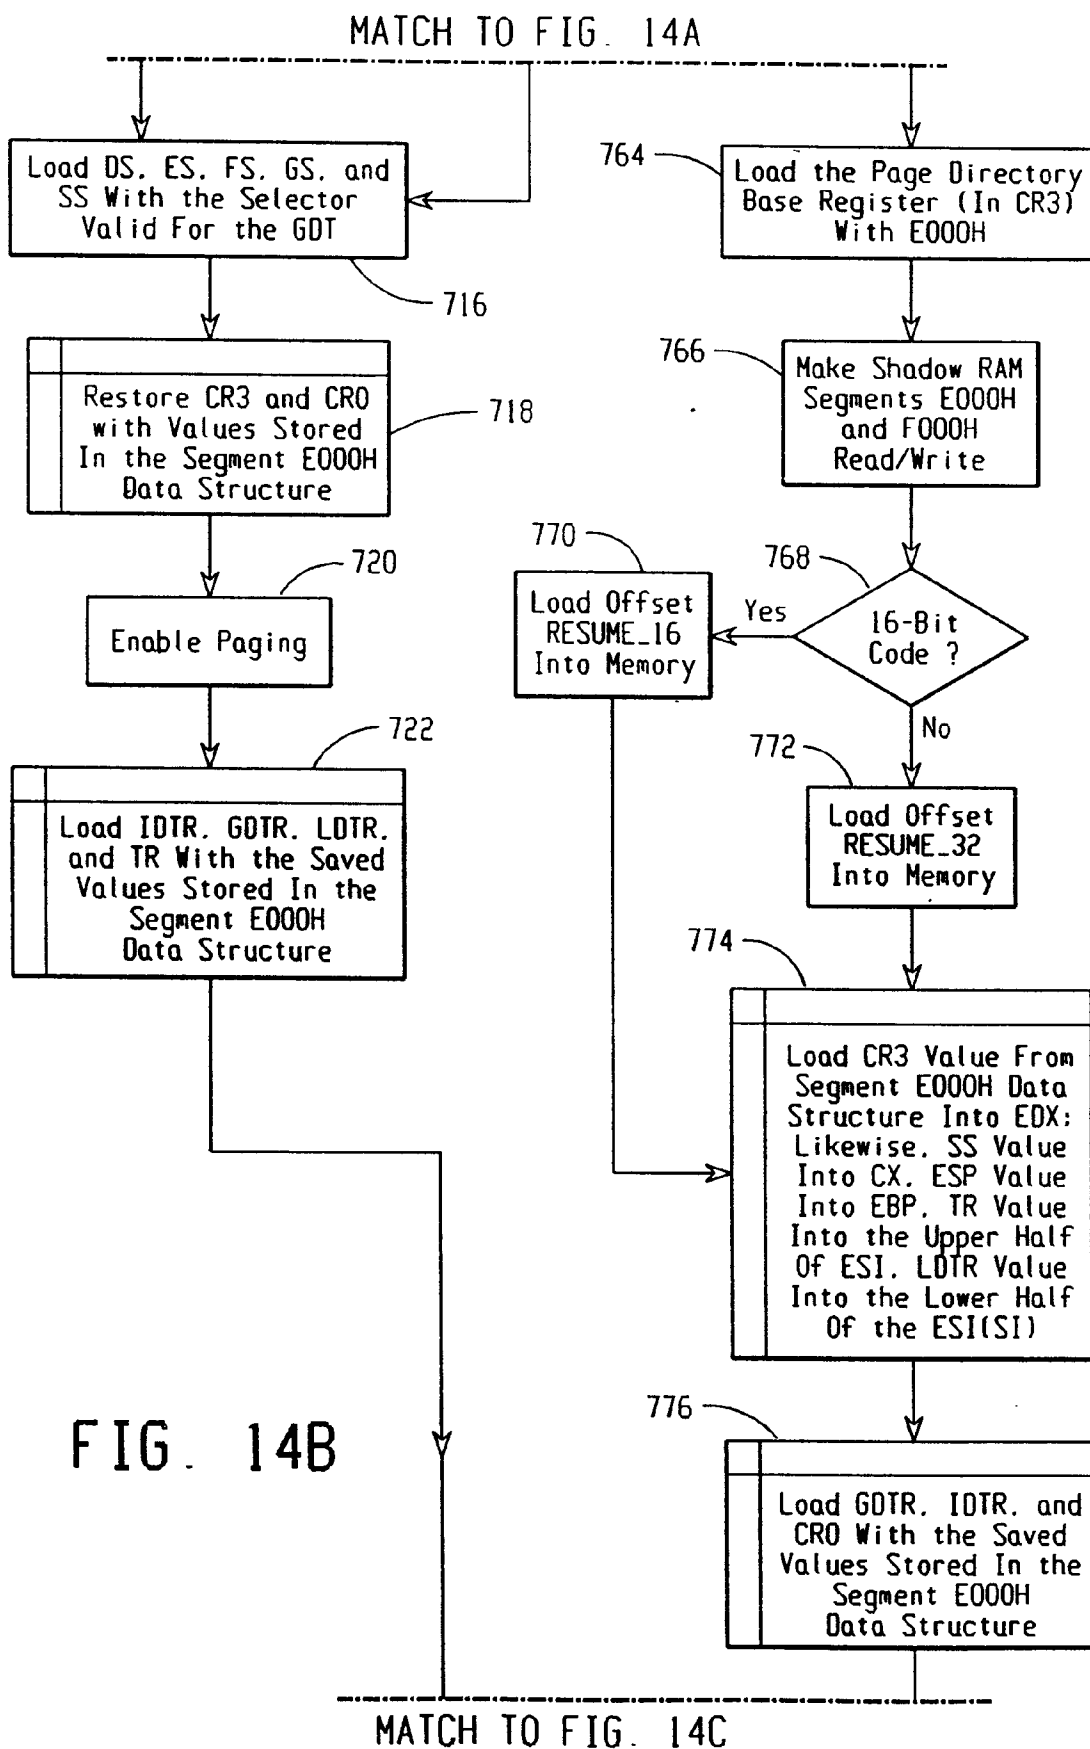 MATCH TO FIG. 14A
Load DS, ES, FS, GS, and
SS With the Selector
Valid For the GDT
716
Restore CR3 and CR0
with Values Stored
In the Segment E000H
Data Structure
718
720
Enable Paging
722
Load IDTR, GDTR, LDTR,
and TR With the Saved
Values Stored In the
Segment E000H
Data Structure
764
Load the Page Directory
Base Register (In CR3)
With E000H
766
Make Shadow RAM
Segments E000H
and F000H
Read/Write
768
16-Bit
Code ?
Yes
No
770
Load Offset
RESUME_16
Into Memory
772
Load Offset
RESUME_32
Into Memory
774
Load CR3 Value From
Segment E000H Data
Structure Into EDX;
Likewise, SS Value
Into CX, ESP Value
Into EBP, TR Value
Into the Upper Half
Of ESI, LDTR Value
Into the Lower Half
Of the ESI(SI)
776
Load GDTR, IDTR, and
CR0 With the Saved
Values Stored In the
Segment E000H
Data Structure
FIG. 14B
MATCH TO FIG. 14C